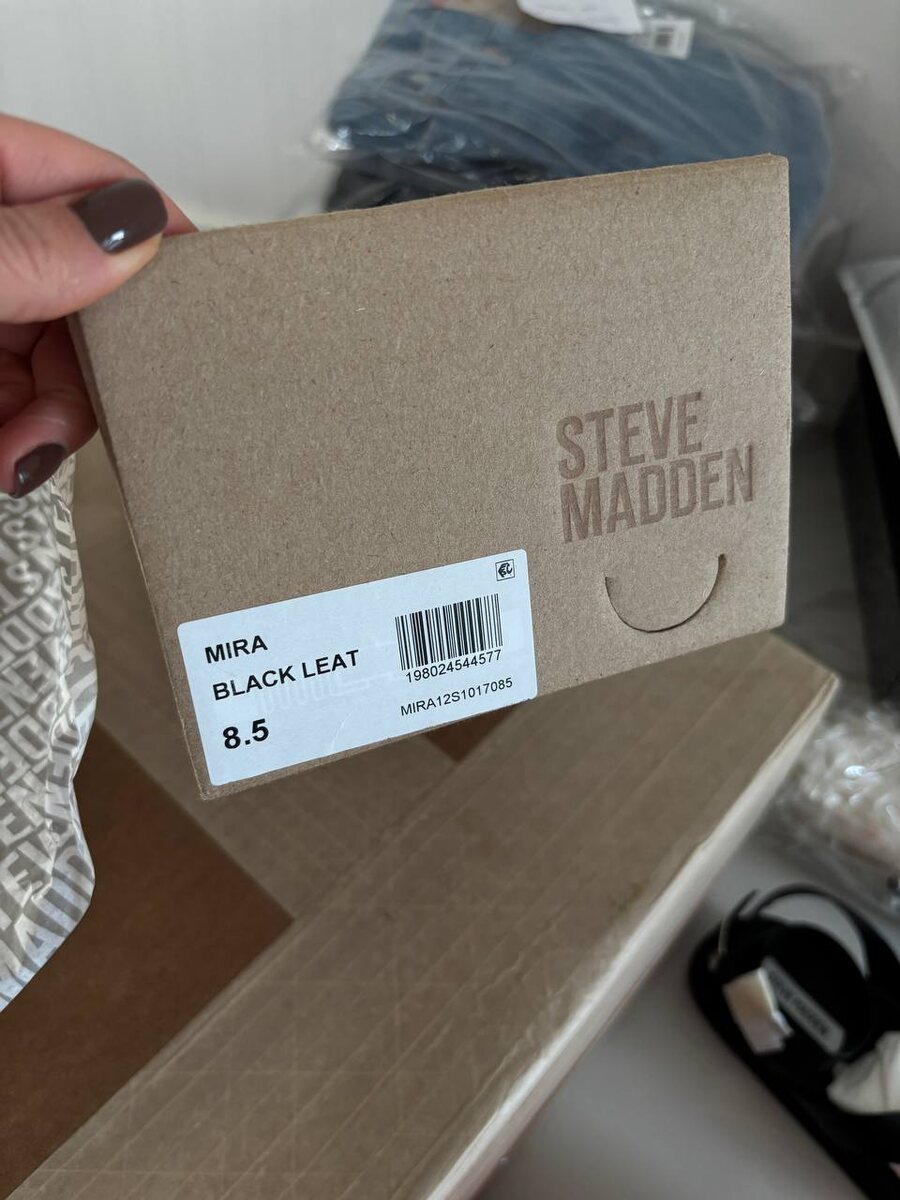 STEVE
MADDEN
MIRA
BLACK LEAT
8.5
198024544577
MIRA12S1017085